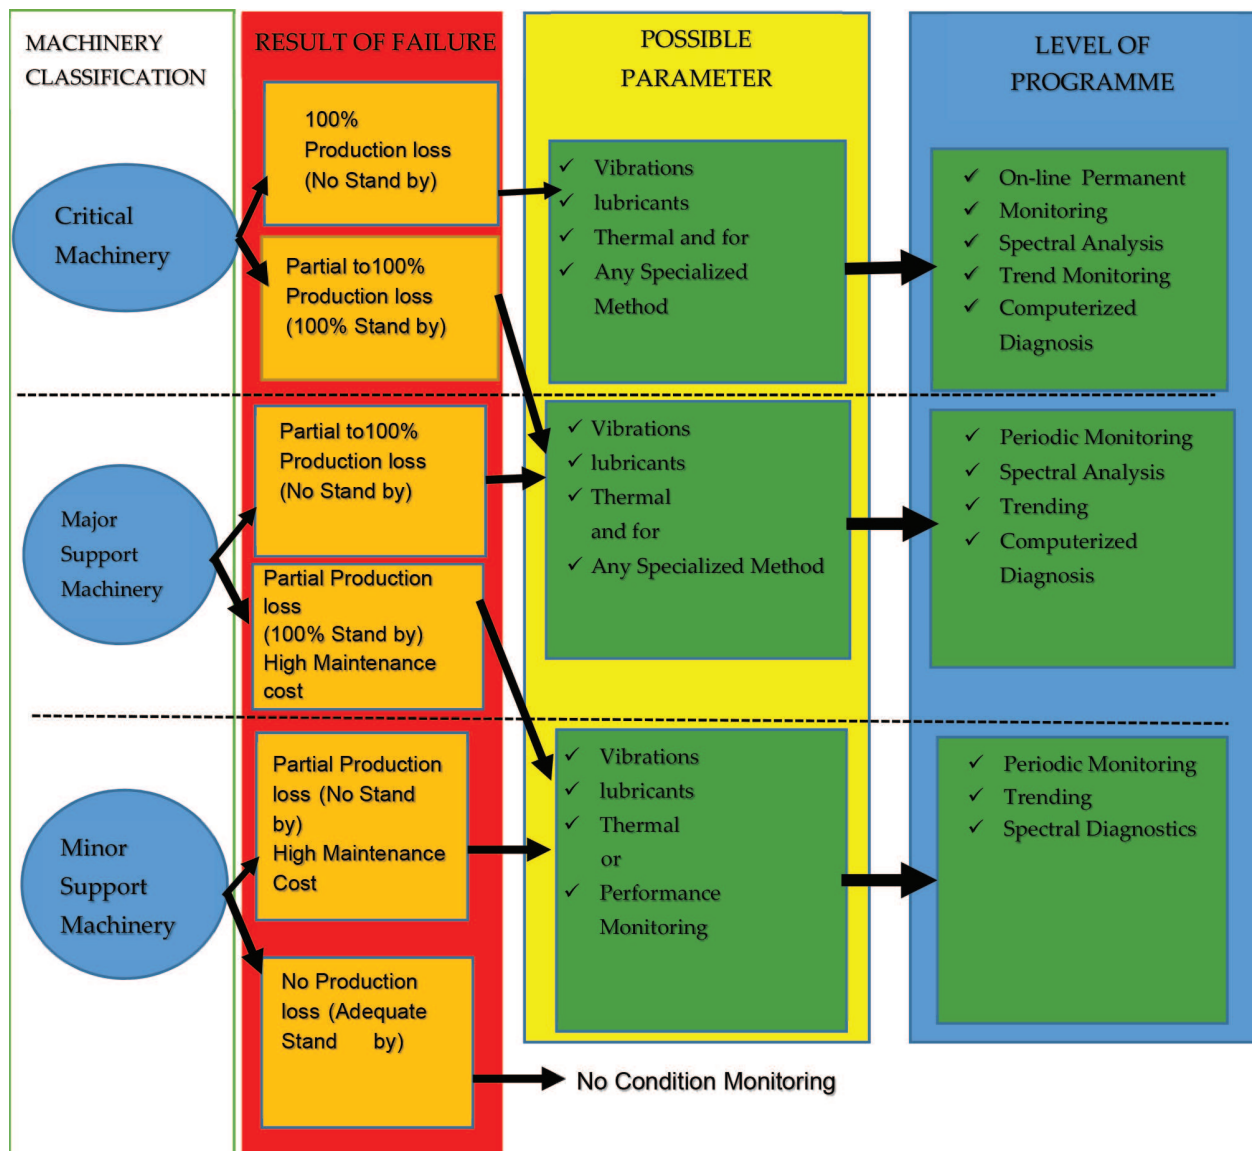 MACHINERY
CLASSIFICATION
RESULT OF FAILURE
POSSIBLE
PARAMETER
LEVEL OF
PROGRAMME
Critical
Machinery
100%
Production loss
(No Stand by)
Partial to100%
Production loss
(100% Stand by)
✓ Vibrations
✓ lubricants
✓ Thermal and for
✓ Any Specialized
Method
✓ On-line Permanent
✓ Monitoring
✓ Spectral Analysis
✓ Trend Monitoring
✓ Computerized
Diagnosis
Major
Support
Machinery
Partial to100%
Production loss
(No Stand by)
Partial Production
loss
(100% Stand by)
High Maintenance
cost
✓ Vibrations
✓ lubricants
✓ Thermal
and for
✓ Any Specialized Method
✓ Periodic Monitoring
✓ Spectral Analysis
✓ Trending
✓ Computerized
Diagnosis
Minor
Support
Machinery
Partial Production
loss (No Stand
by)
High Maintenance
Cost
No Production
loss (Adequate
Stand by)
✓ Vibrations
✓ lubricants
✓ Thermal
or
✓ Performance
Monitoring
✓ Periodic Monitoring
✓ Trending
✓ Spectral Diagnostics
No Condition Monitoring